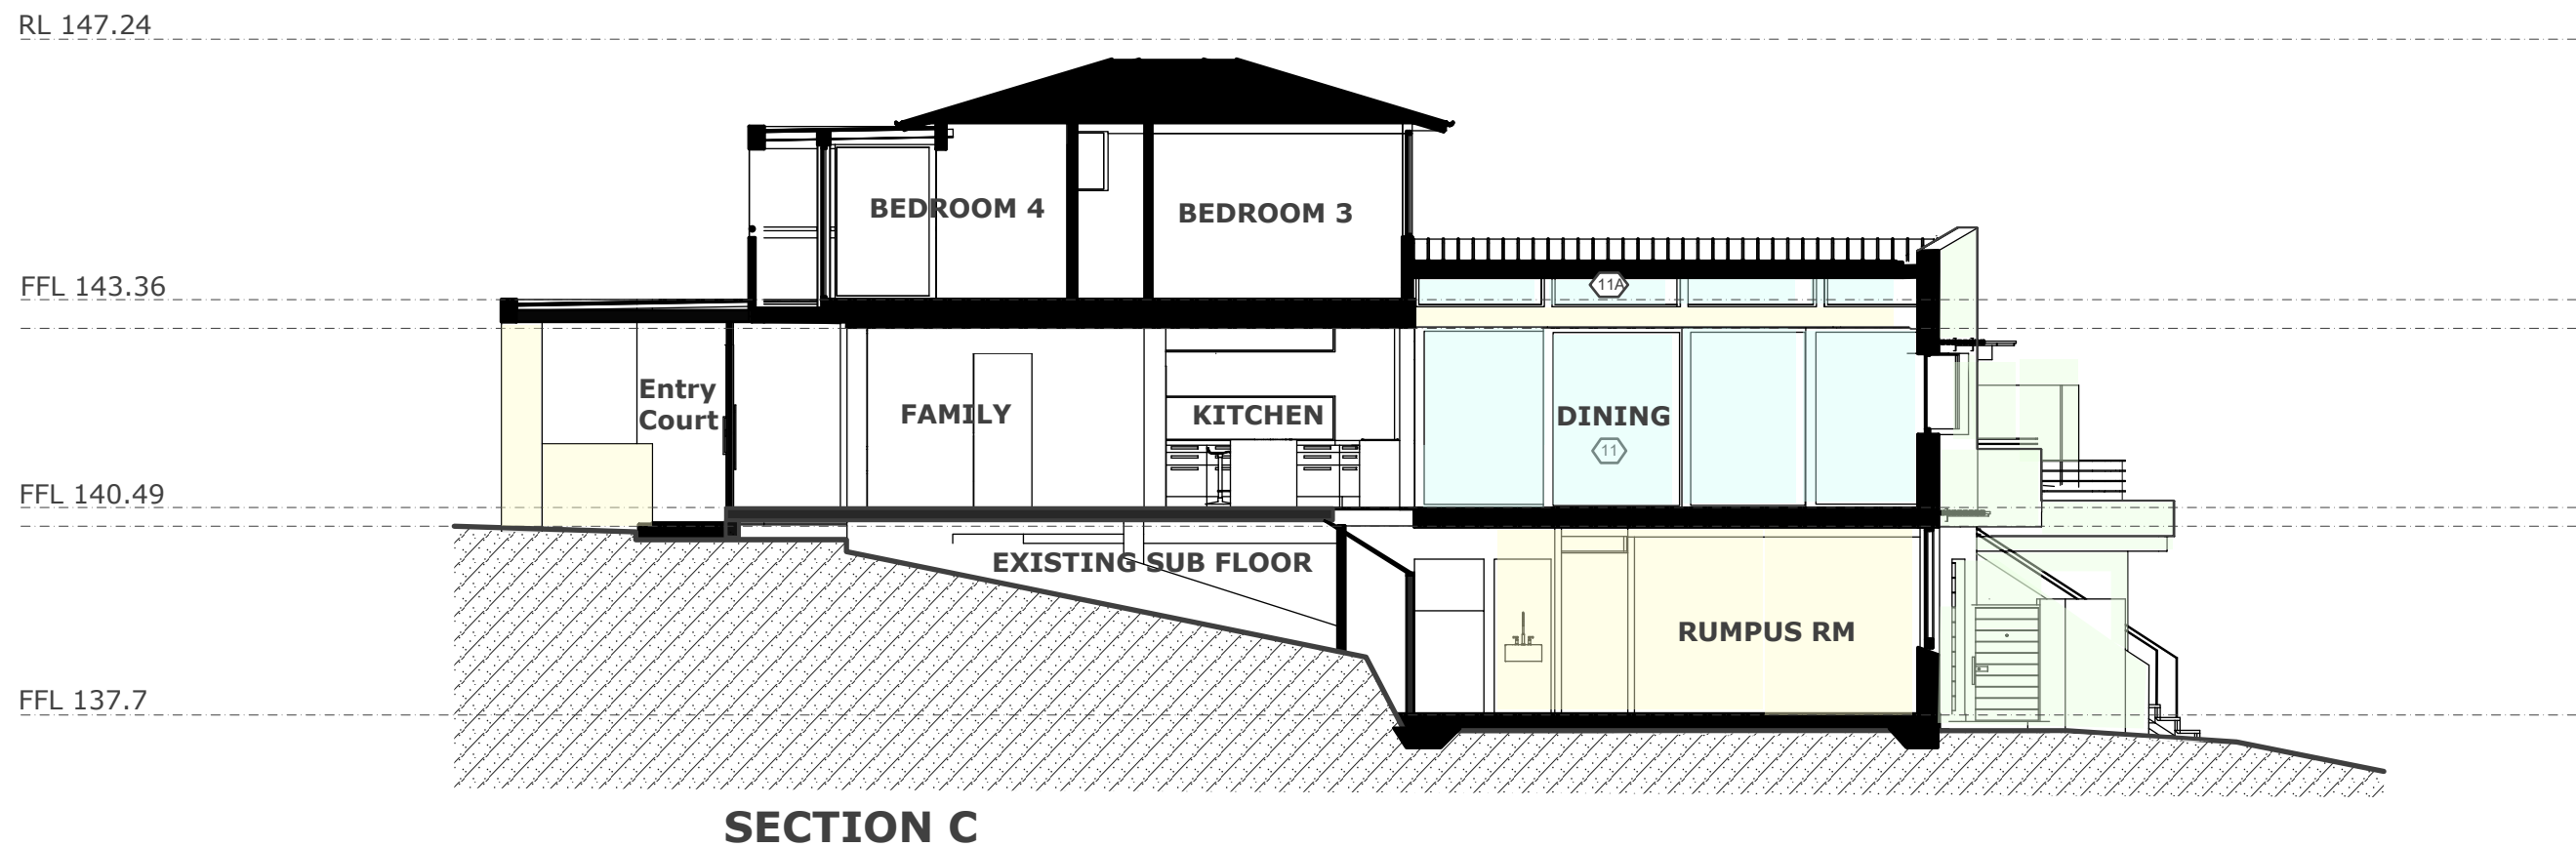 RL 147.24
BEDROOM 4
BEDROOM 3
FFL 143.36
11A
Entry
Court
FAMILY
KITCHEN
DINING
11
FFL 140.49
EXISTING SUB FLOOR
RUMPUS RM
FFL 137.7
SECTION C